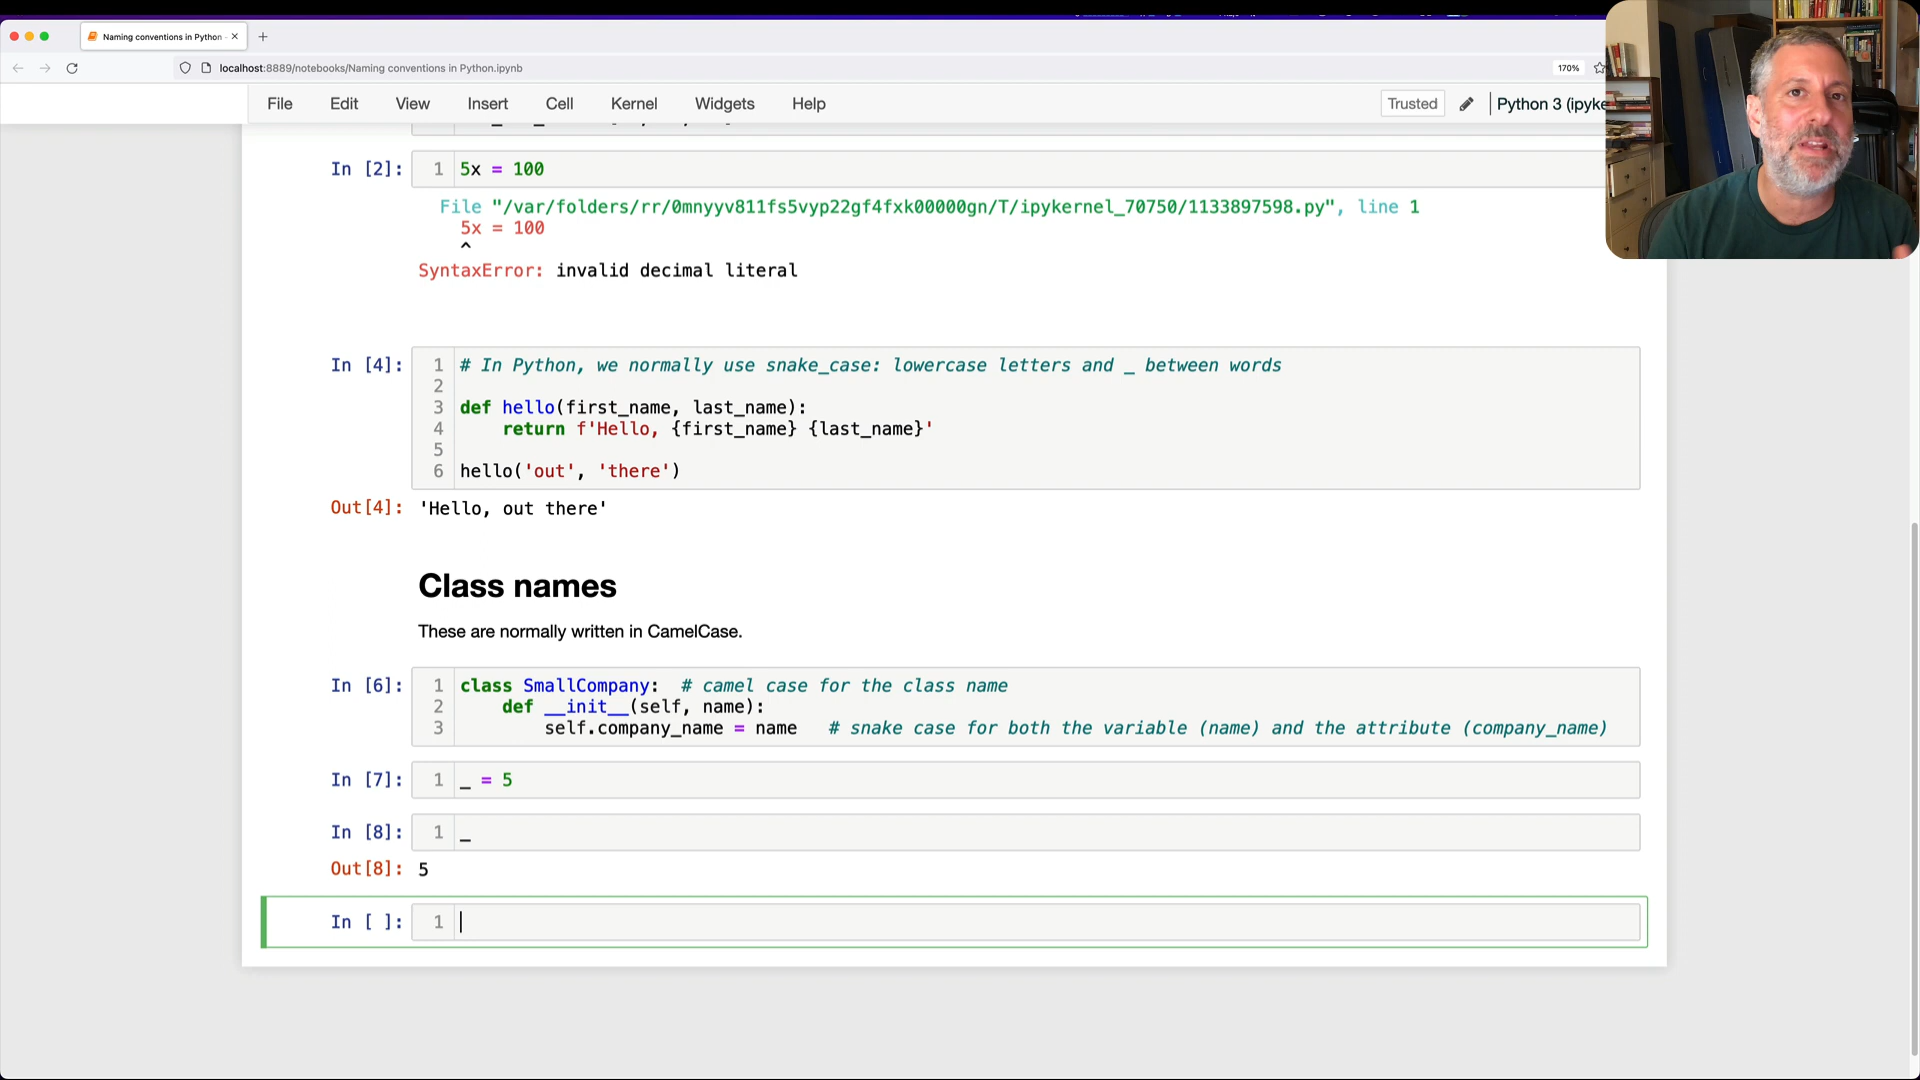 Naming conventions in Python -
localhost:8889/notebooks/Naming conventions in Python.ipynb
170%
File Edit View Insert Cell Kernel Widgets Help
Trusted
Python 3 (ipyke
In [2]: 1 5x = 100
File "/var/folders/rr/0mnyyv811fs5vyp22gf4fxk00000gn/T/ipykernel_70750/1133897598.py", line 1
5x = 100
^
SyntaxError: invalid decimal literal
In [4]: 1 # In Python, we normally use snake_case: lowercase letters and _ between words
2
3 def hello(first_name, last_name):
4 return f'Hello, {first_name} {last_name}'
5
6 hello('out', 'there')
Out[4]: 'Hello, out there'
Class names
These are normally written in CamelCase.
In [6]: 1 class SmallCompany: # camel case for the class name
2 def __init__(self, name):
3 self.company_name = name # snake case for both the variable (name) and the attribute (company_name)
In [7]: 1 _ = 5
In [8]: 1 _
Out[8]: 5
In [ ]: 1